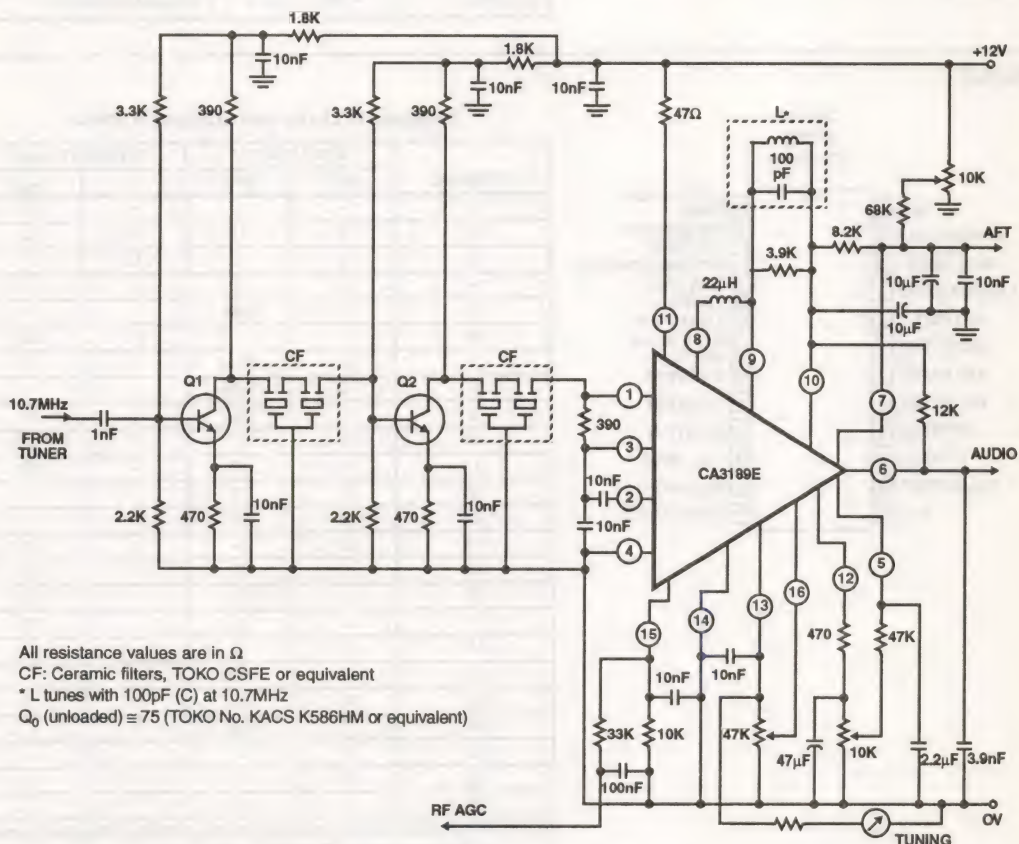 1.8K
10nF
1.8K
10nF
10nF
+12V
3.3K
390
3.3K
390
47Ω
L*
100
pF
10K
68K
8.2K
AFT
3.9K
22μH
10μF
10nF
10μF
11
8
9
10
7
12K
CF
CF
Q1
Q2
10.7MHz
FROM
TUNER
1nF
1
390
3
10nF
2
10nF
4
CA3189E
6
AUDIO
2.2K
470
10nF
2.2K
470
10nF
15
14
13
16
12
5
10nF
10nF
470
47K
33K
10K
47K
47μF
10K
2.2μF
3.9nF
100nF
RF AGC
OV
TUNING
All resistance values are in Ω
CF: Ceramic filters, TOKO CSFE or equivalent
* L tunes with 100pF (C) at 10.7MHz
Q₀ (unloaded) ≡ 75 (TOKO No. KACS K586HM or equivalent)